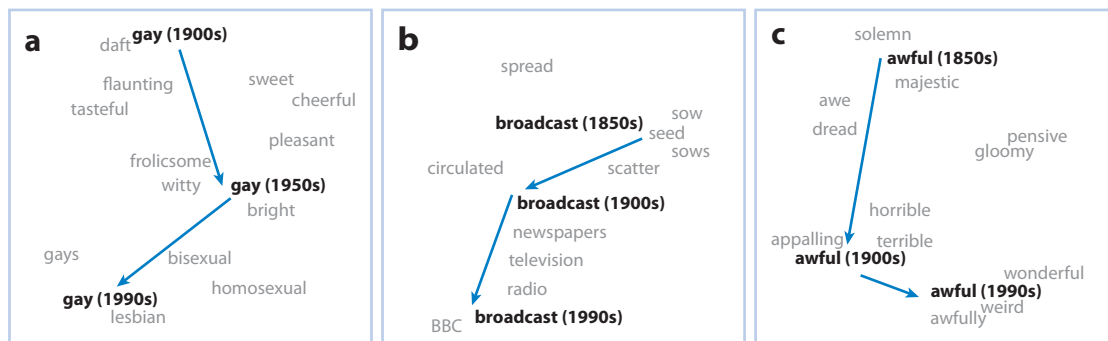 a
gay (1900s)
daft
flaunting
sweet
tasteful
cheerful
pleasant
frolicsome
witty
gay (1950s)
bright
gays
bisexual
homosexual
gay (1990s)
lesbian
b
spread
sow
broadcast (1850s)
seed
sows
circulated
scatter
broadcast (1900s)
newspapers
television
radio
BBC
broadcast (1990s)
c
solemn
awful (1850s)
majestic
awe
dread
pensive
gloomy
horrible
appalling
terrible
awful (1900s)
wonderful
awful (1990s)
weird
awfully